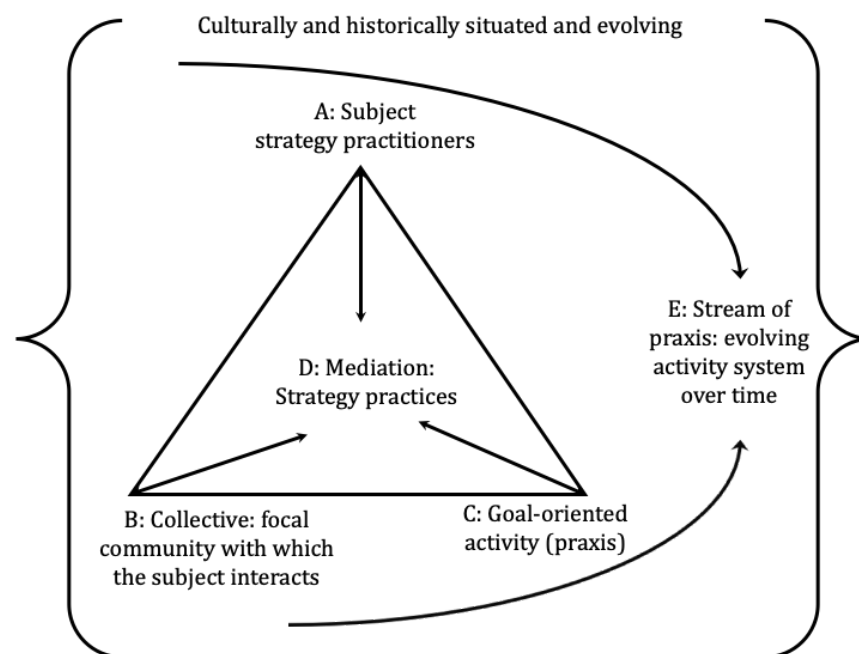 Culturally and historically situated and evolving
A: Subject
strategy practitioners
E: Stream of
praxis: evolving
activity system
over time
D: Mediation:
Strategy practices
B: Collective: focal
community with which
the subject interacts
C: Goal-oriented
activity (praxis)